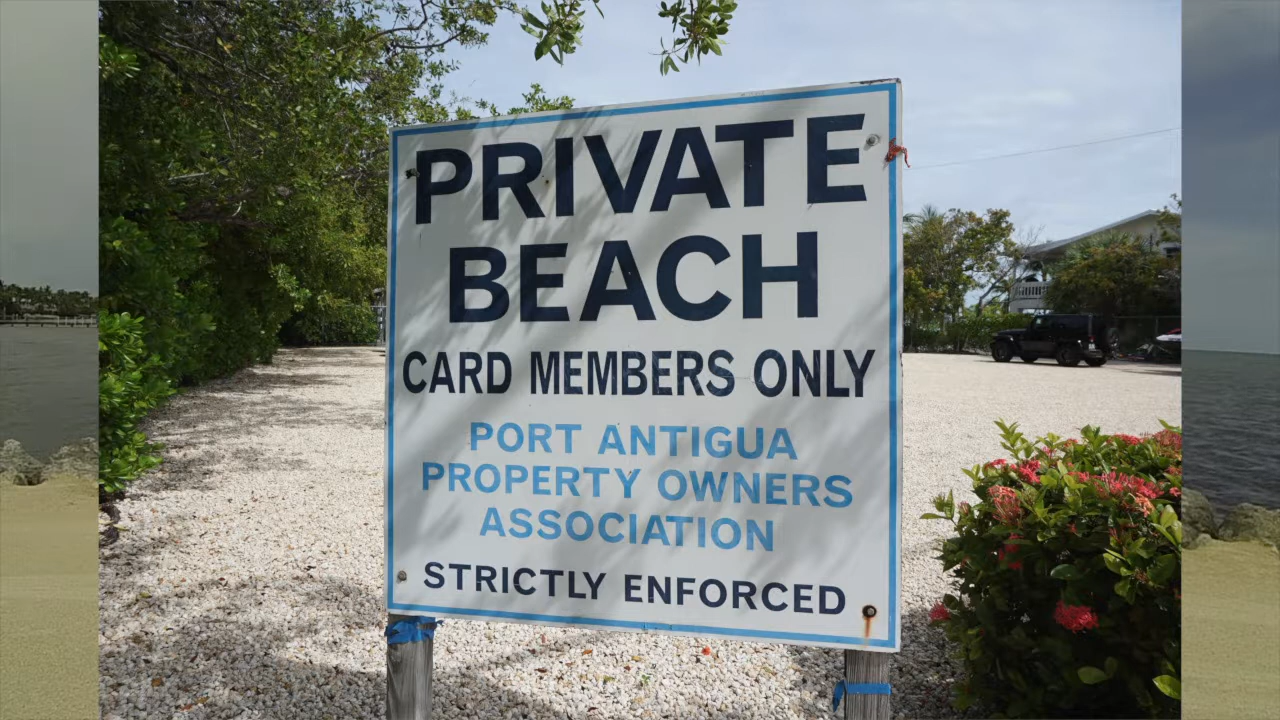 PRIVATE
BEACH
CARD MEMBERS ONLY
PORT ANTIGUA
PROPERTY OWNERS
ASSOCIATION
STRICTLY ENFORCED